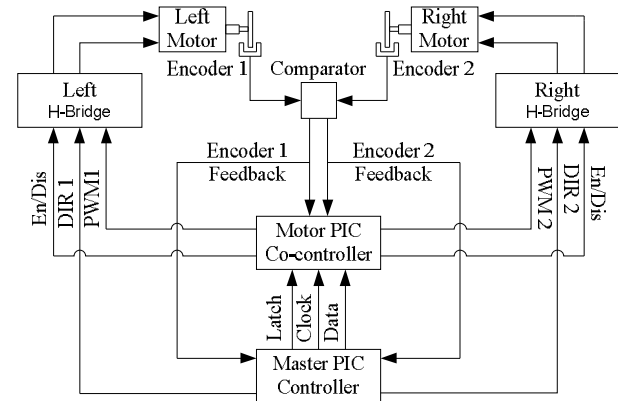 Left
Motor
Right
Motor
Encoder 1
Comparator
Encoder 2
Left
H-Bridge
Right
H-Bridge
Encoder 1
Feedback
Encoder 2
Feedback
En/Dis
DIR 1
PWM1
PWM 2
DIR 2
En/Dis
Motor PIC
Co-controller
Latch
Clock
Data
Master PIC
Controller